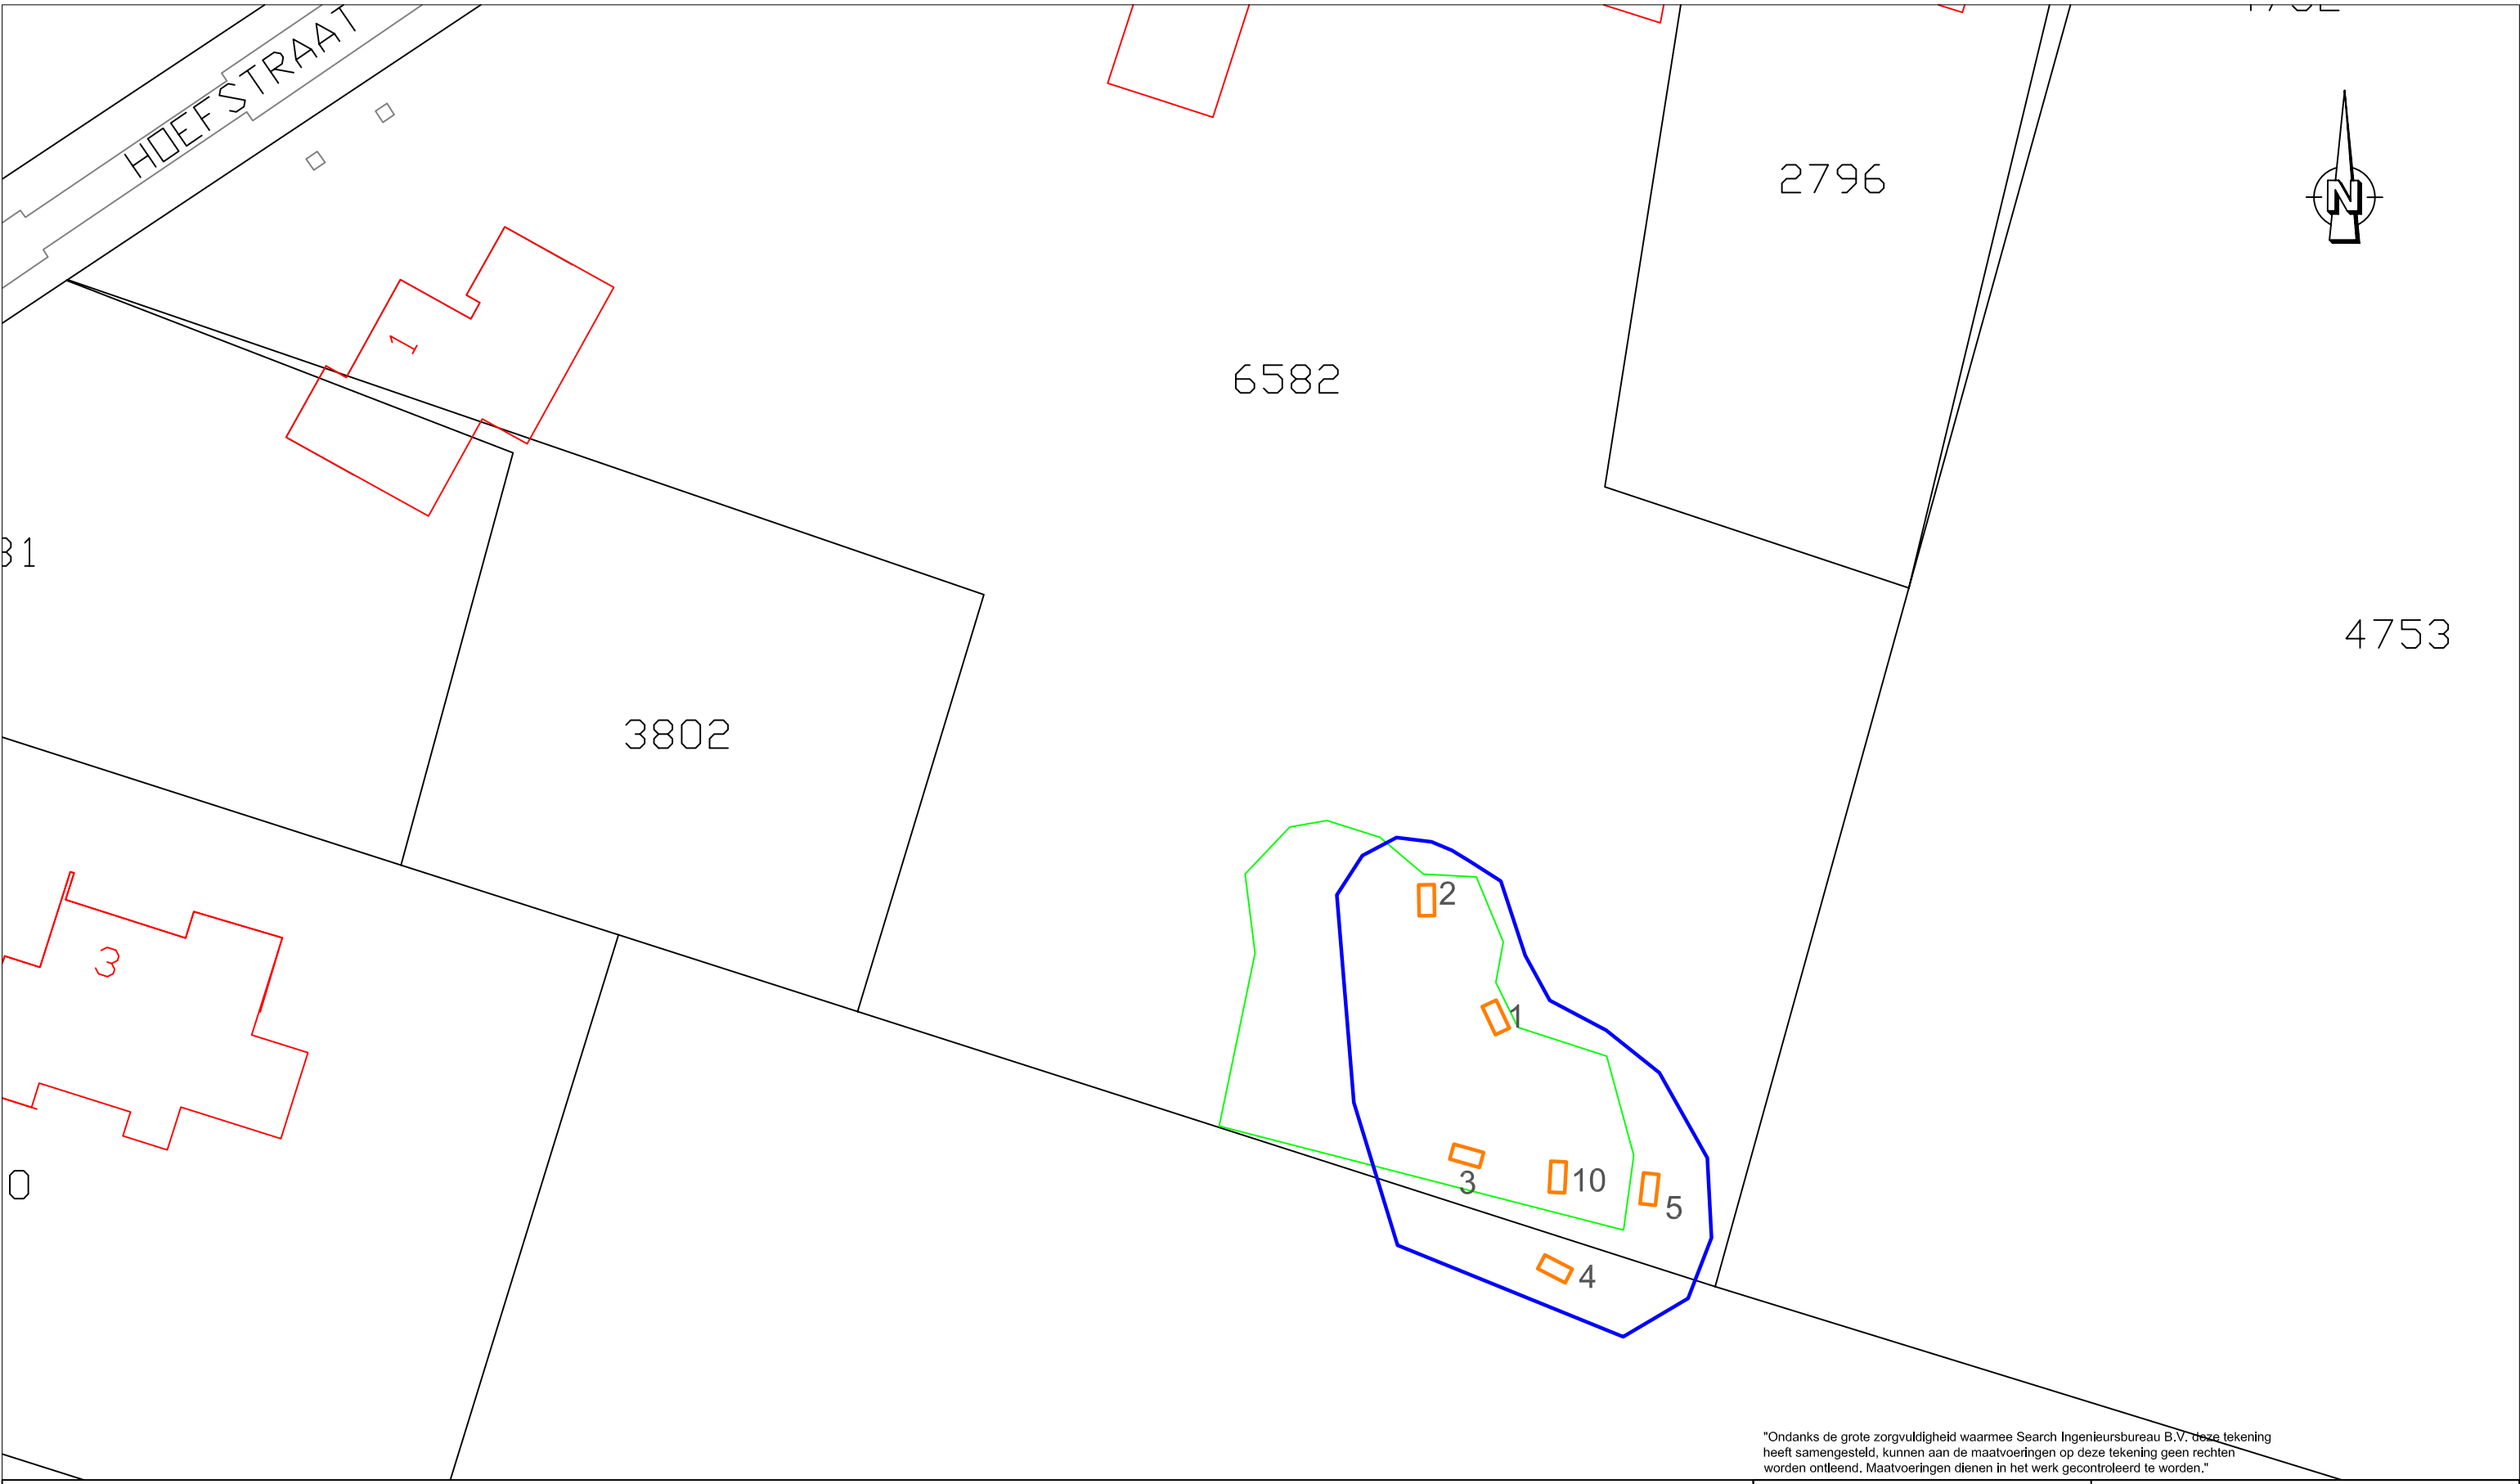 HOEFSTRAAT
2796
N
1
6582
31
4753
3802
2
3
1
3
10
5
0
4
"Ondanks de grote zorgvuldigheid waarmee Search Ingenieursbureau B.V. deze tekening
heeft samengesteld, kunnen aan de maatvoeringen op deze tekening geen rechten
worden ontleend. Maatvoeringen dienen in het werk gecontroleerd te worden."